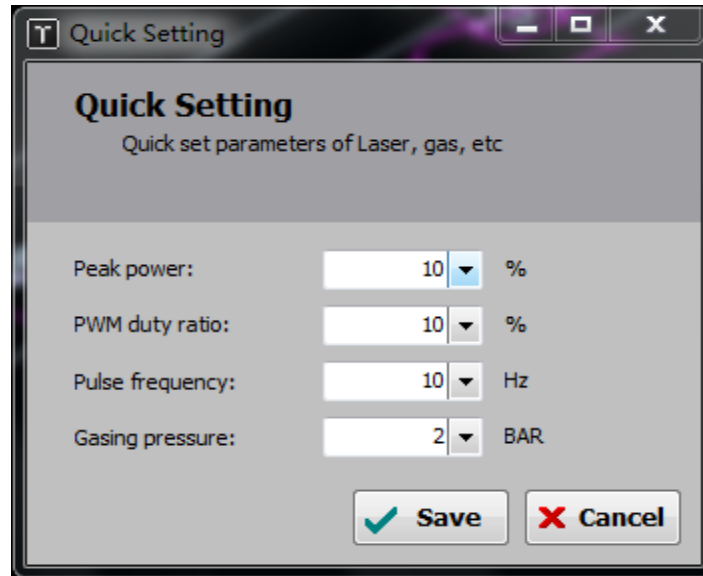 T Quick Setting
Quick Setting
Quick set parameters of Laser, gas, etc
Peak power: 10 %
PWM duty ratio: 10 %
Pulse frequency: 10 Hz
Gasing pressure: 2 BAR
Save Cancel